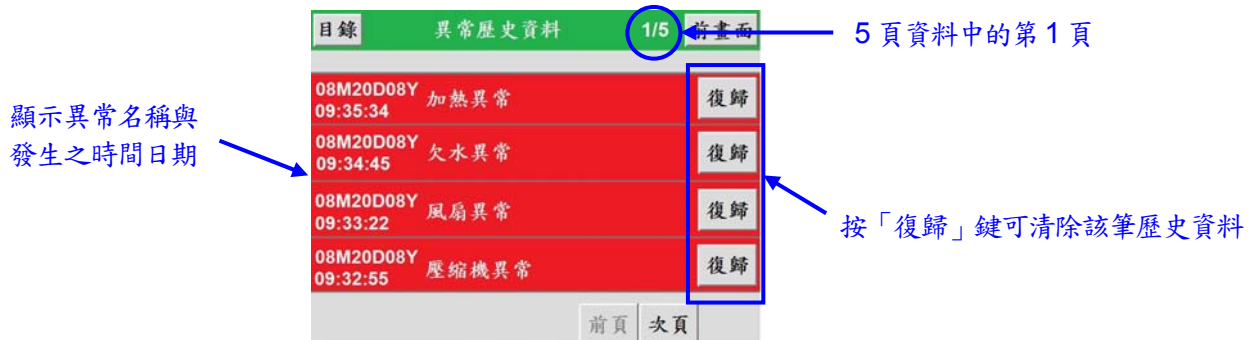 目錄 異常歷史資料 1/5 前畫面
5 頁資料中的第 1 頁
顯示異常名稱與
發生之時間日期
08M20D08Y
09:35:34
加熱異常
復歸
08M20D08Y
09:34:45
欠水異常
復歸
08M20D08Y
09:33:22
風扇異常
復歸
08M20D08Y
09:32:55
壓縮機異常
復歸
按「復歸」鍵可清除該筆歷史資料
前頁 次頁